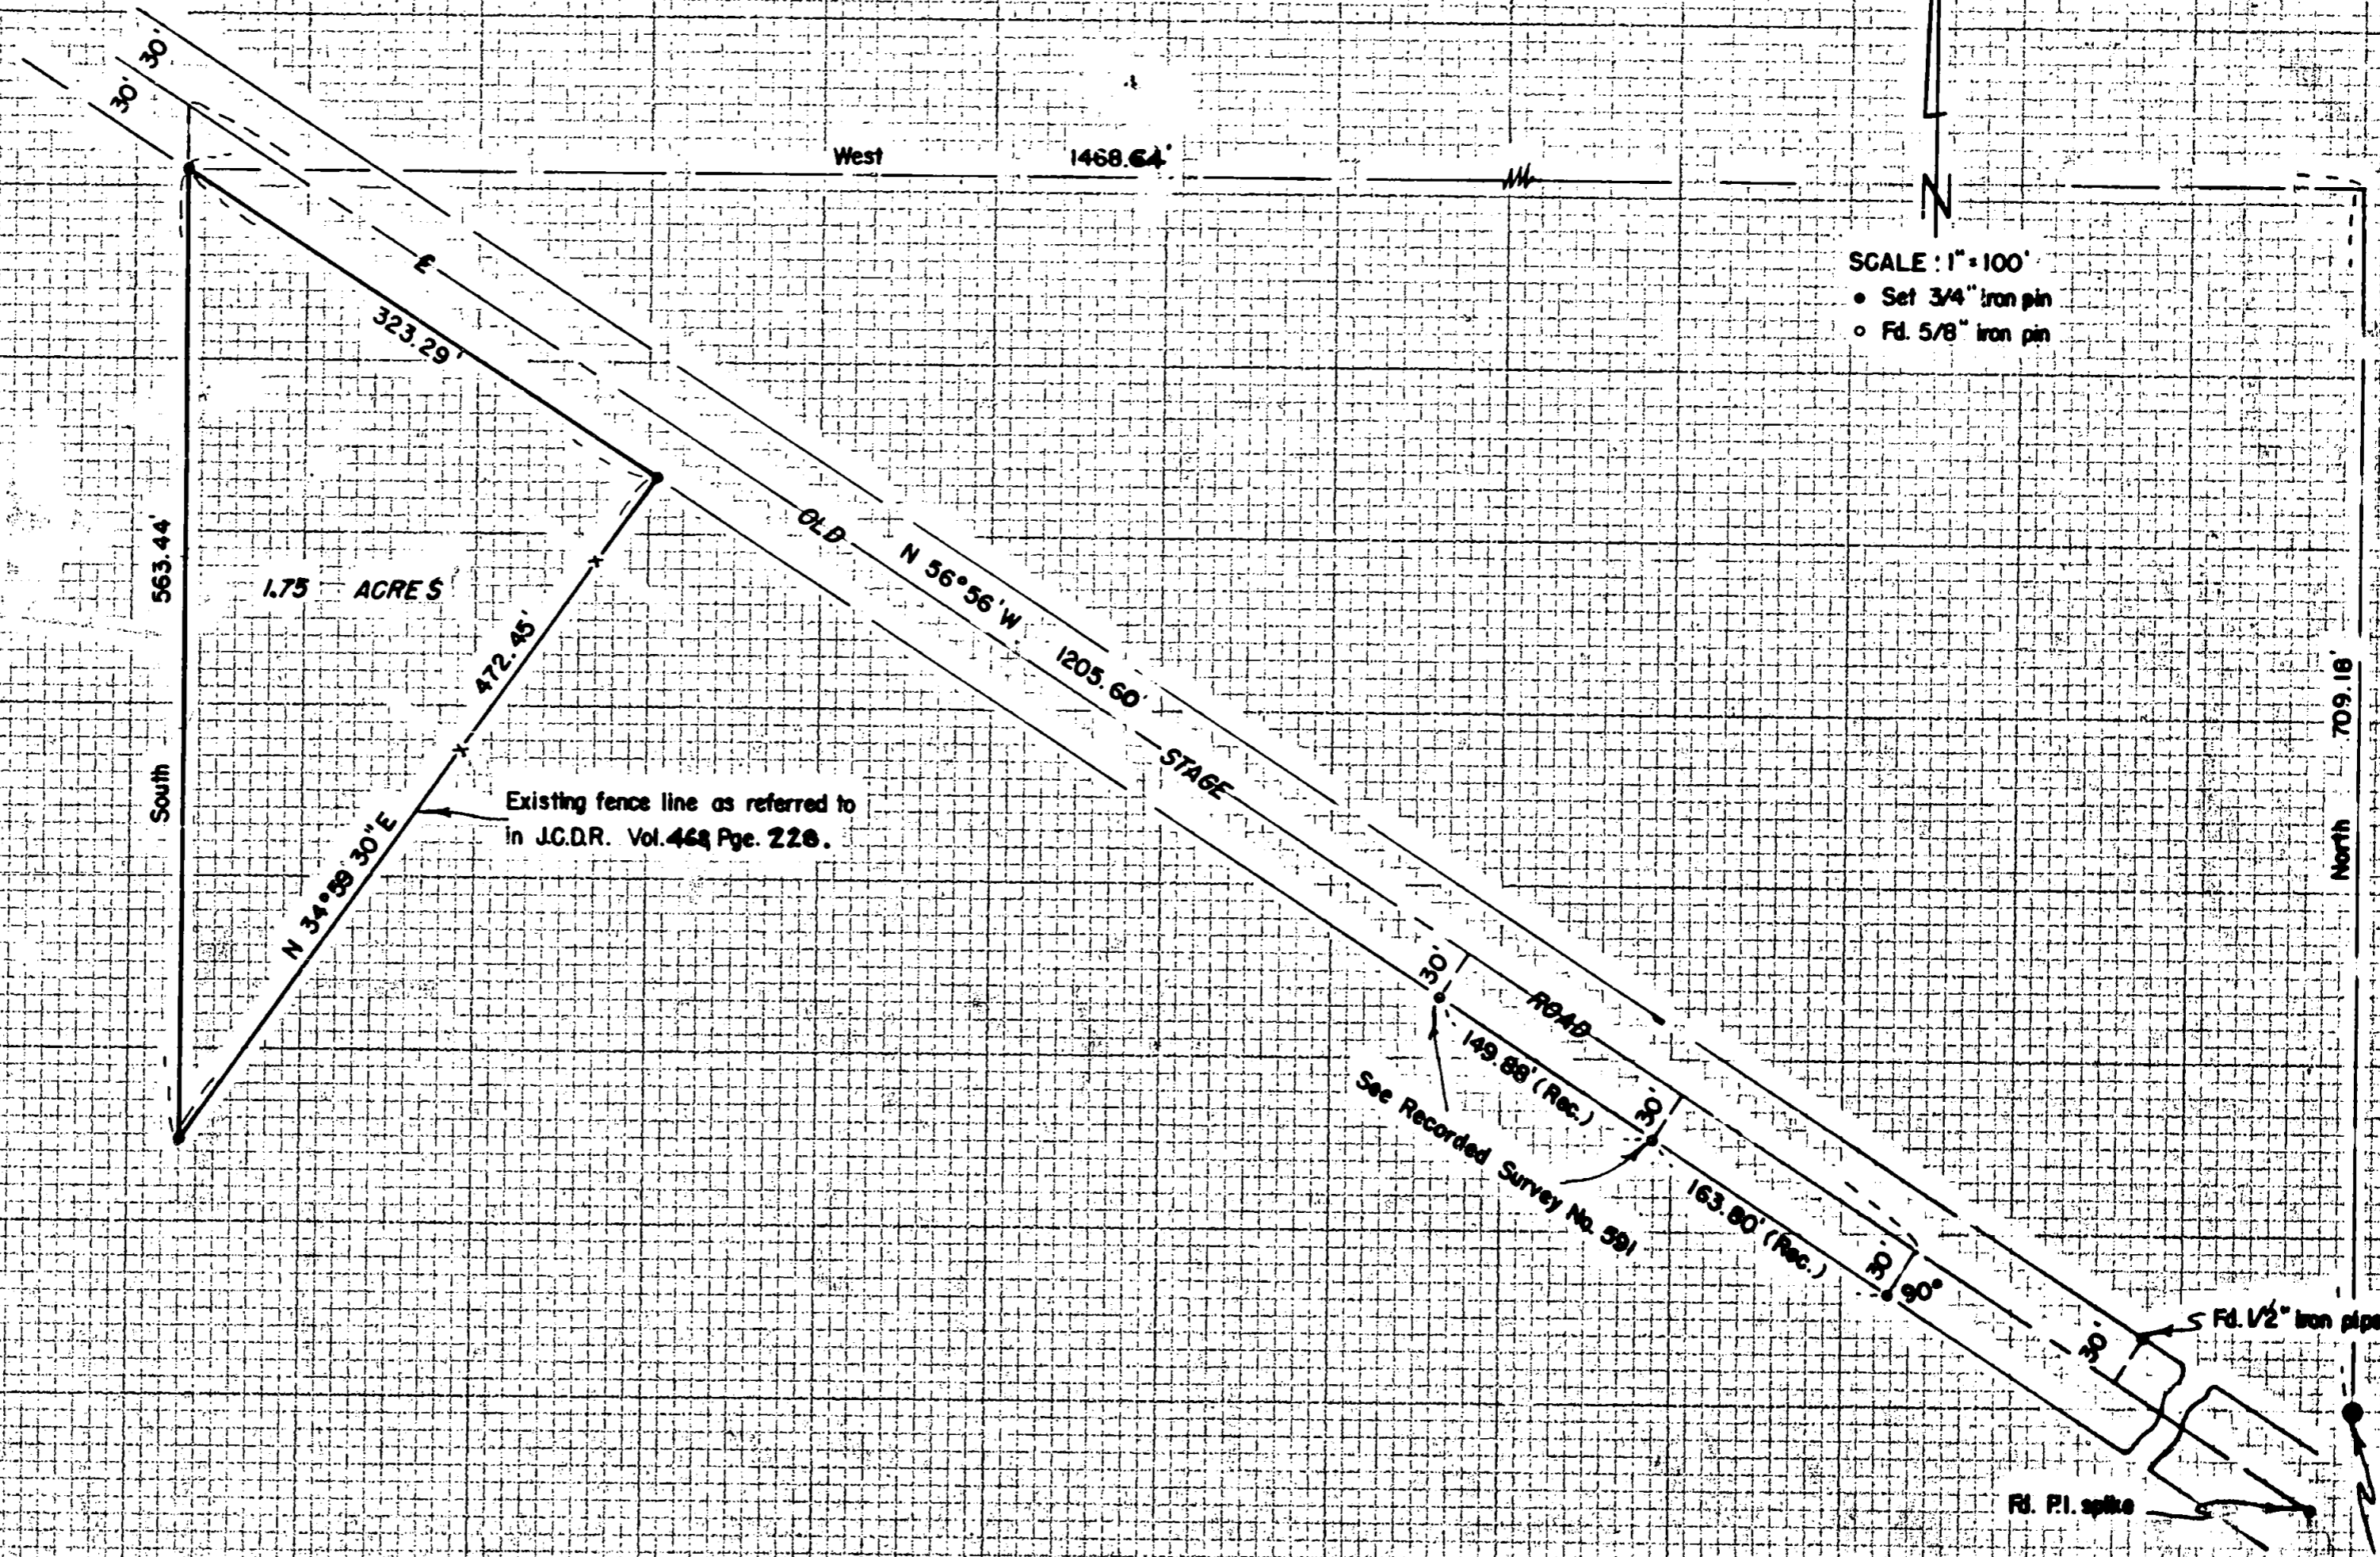 30'
30'
West 1468.64'
℄
N
SCALE : 1" = 100'
• Set 3/4" iron pin
○ Fd. 5/8" iron pin
323.29'
563.44'
South
1.75 ACRES
472.45'
N 34°59'30"E
Existing fence line as referred to
in J.C.D.R. Vol. 468, Pge. 228.
OLD STAGE ROAD
N 56°56'W. 1205.60'
North 709.18'
30'
149.88' (Rec.)
30'
See Recorded Survey No. 591
163.80' (Rec.)
30'
90°
Fd. 1/2" iron pipe
30'
Fd. P.I. spike